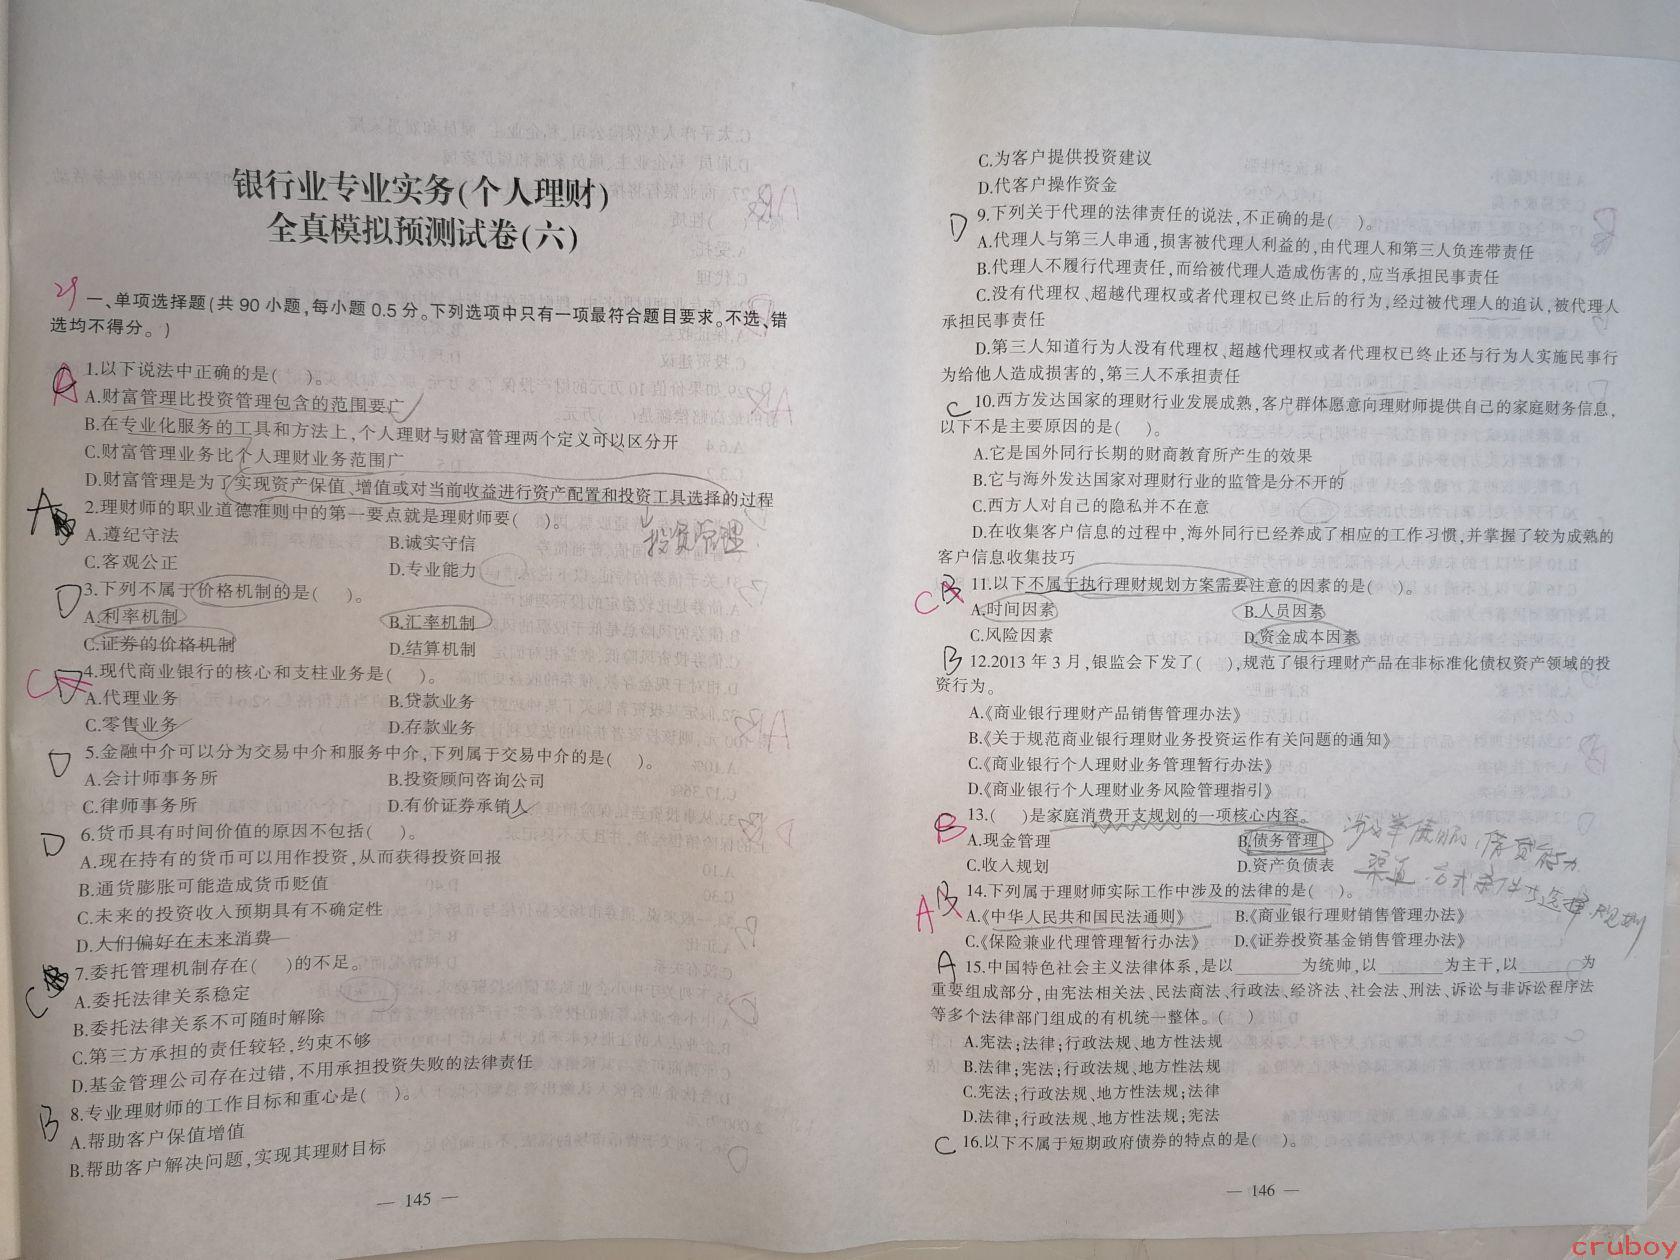 银行业专业实务(个人理财)
全真模拟预测试卷(六)
一、单项选择题(共 90 小题,每小题 0.5 分。下列选项中只有一项最符合题目要求。不选、错
选均不得分。)
A 1.以下说法中正确的是(    )。
A.财富管理比投资管理包含的范围要广
B.在专业化服务的工具和方法上,个人理财与财富管理两个定义可以区分开
C.财富管理业务比个人理财业务范围广
D.财富管理是为了实现资产保值、增值或对当前收益进行资产配置和投资工具选择的过程
投资管理
A 2.理财师的职业道德准则中的第一要点就是理财师要(    )。
A.遵纪守法 B.诚实守信
C.客观公正 D.专业能力
D 3.下列不属于价格机制的是(    )。
A.利率机制 B.汇率机制
C.证券的价格机制 D.结算机制
C D 4.现代商业银行的核心和支柱业务是(    )。
A.代理业务 B.贷款业务
C.零售业务 D.存款业务
D 5.金融中介可以分为交易中介和服务中介,下列属于交易中介的是(    )。
A.会计师事务所 B.投资顾问咨询公司
C.律师事务所 D.有价证券承销人
D 6.货币具有时间价值的原因不包括(    )。
A.现在持有的货币可以用作投资,从而获得投资回报
B.通货膨胀可能造成货币贬值
C.未来的投资收入预期具有不确定性
D.人们偏好在未来消费
C 7.委托管理机制存在(    )的不足。
A.委托法律关系稳定
B.委托法律关系不可随时解除
C.第三方承担的责任较轻,约束不够
D.基金管理公司存在过错,不用承担投资失败的法律责任
B 8.专业理财师的工作目标和重心是(    )。
A.帮助客户保值增值
B.帮助客户解决问题,实现其理财目标
— 145 —
C.为客户提供投资建议
D.代客户操作资金
D 9.下列关于代理的法律责任的说法,不正确的是(    )。
A.代理人与第三人串通,损害被代理人利益的,由代理人和第三人负连带责任
B.代理人不履行代理责任,而给被代理人造成伤害的,应当承担民事责任
C.没有代理权、超越代理权或者代理权已终止后的行为,经过被代理人的追认,被代理人
承担民事责任
D.第三人知道行为人没有代理权、超越代理权或者代理权已终止还与行为人实施民事行
为给他人造成损害的,第三人不承担责任
C 10.西方发达国家的理财行业发展成熟,客户群体愿意向理财师提供自己的家庭财务信息,
以下不是主要原因的是(    )。
A.它是国外同行长期的财商教育所产生的效果
B.它与海外发达国家对理财行业的监管是分不开的
C.西方人对自己的隐私并不在意
D.在收集客户信息的过程中,海外同行已经养成了相应的工作习惯,并掌握了较为成熟的
客户信息收集技巧
C B 11.以下不属于执行理财规划方案需要注意的因素的是(    )。
A.时间因素 B.人员因素
C.风险因素 D.资金成本因素
B 12.2013 年 3 月,银监会下发了(    ),规范了银行理财产品在非标准化债权资产领域的投
资行为。
A.《商业银行理财产品销售管理办法》
B.《关于规范商业银行理财业务投资运作有关问题的通知》
C.《商业银行个人理财业务管理暂行办法》
D.《商业银行个人理财业务风险管理指引》
B 13.(    )是家庭消费开支规划的一项核心内容。
A.现金管理 B.债务管理
C.收入规划 D.资产负债表
A B 14.下列属于理财师实际工作中涉及的法律的是(    )。
A.《中华人民共和国民法通则》 B.《商业银行理财销售管理办法》
C.《保险兼业代理管理暂行办法》 D.《证券投资基金销售管理办法》
A 15.中国特色社会主义法律体系,是以______为统帅,以______为主干,以______为
重要组成部分,由宪法相关法、民法商法、行政法、经济法、社会法、刑法、诉讼与非诉讼程序法
等多个法律部门组成的有机统一整体。(    )
A.宪法;法律;行政法规、地方性法规
B.法律;宪法;行政法规、地方性法规
C.宪法;行政法规、地方性法规;法律
D.法律;行政法规、地方性法规;宪法
C 16.以下不属于短期政府债券的特点的是(    )。
— 146 —
cruboy